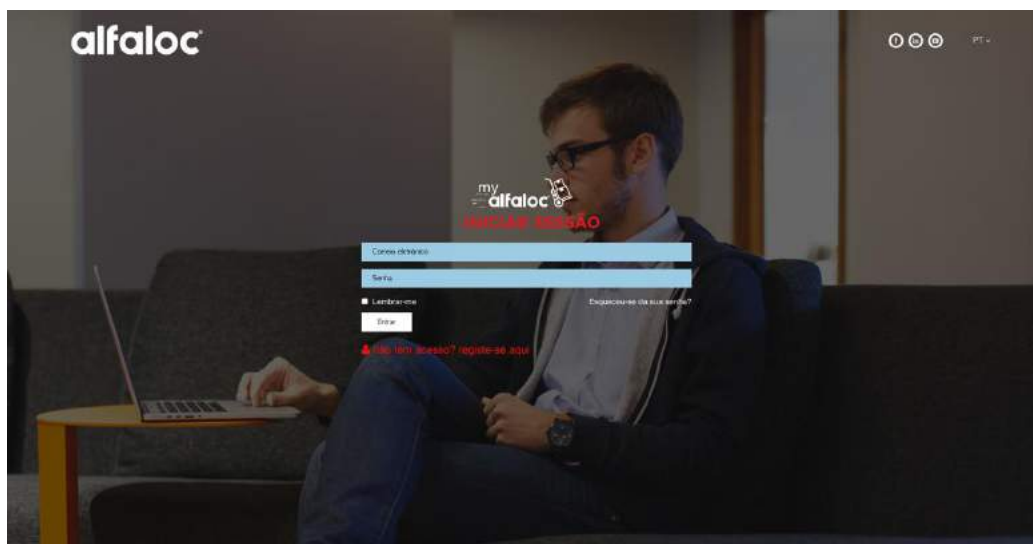 alfaloc
PT
my
alfaloc
INICIAR SESSÃO
Correio eletrónico
Senha
Lembrar-me
Esqueceu-se da sua senha?
Entrar
não tem acesso? registe-se aqui